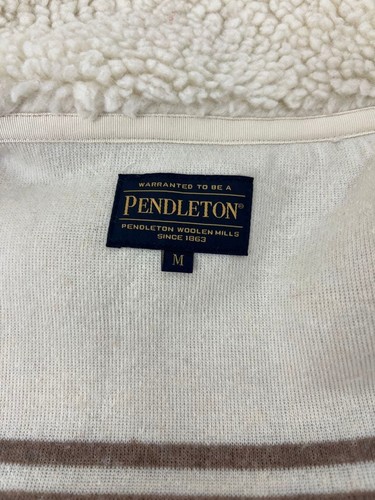 WARRANTED TO BE A
PENDLETON®
PENDLETON WOOLEN MILLS
SINCE 1863
M